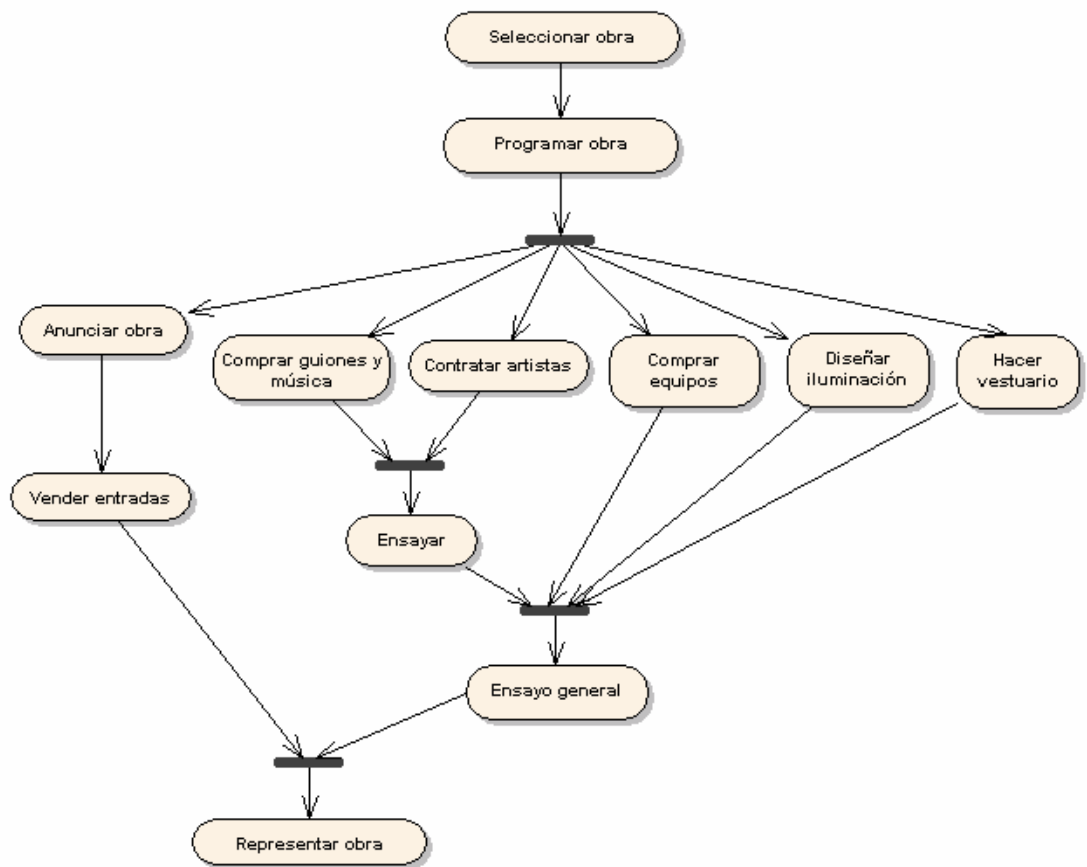 Seleccionar obra
Programar obra
Anunciar obra
Comprar guiones y
música
Contratar artistas
Comprar
equipos
Diseñar
iluminación
Hacer
vestuario
Vender entradas
Ensayar
Ensayo general
Representar obra